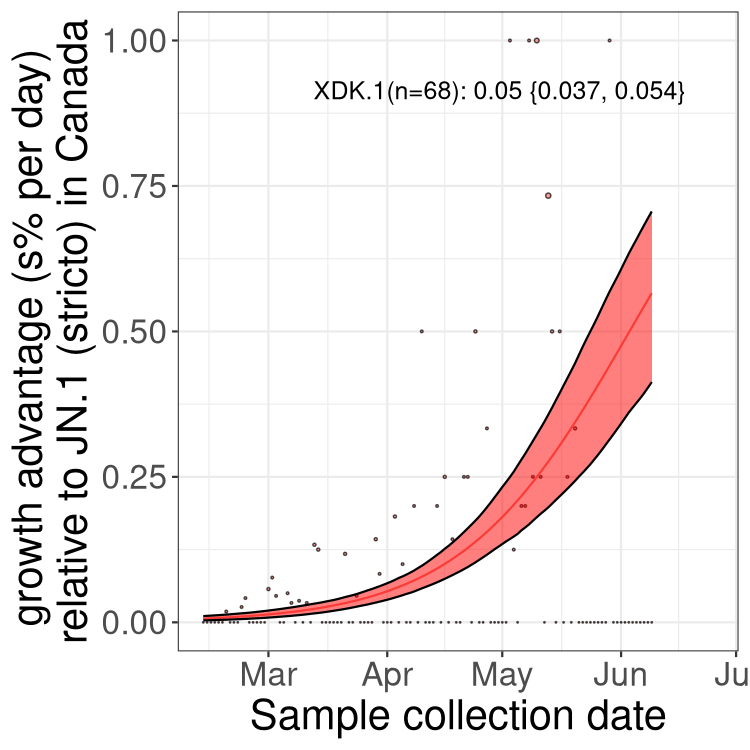 growth advantage (s% per day)
relative to JN.1 (stricto) in Canada
1.00
0.75
0.50
0.25
0.00
XDK.1(n=68): 0.05 {0.037, 0.054}
Mar Apr May Jun Ju
Sample collection date